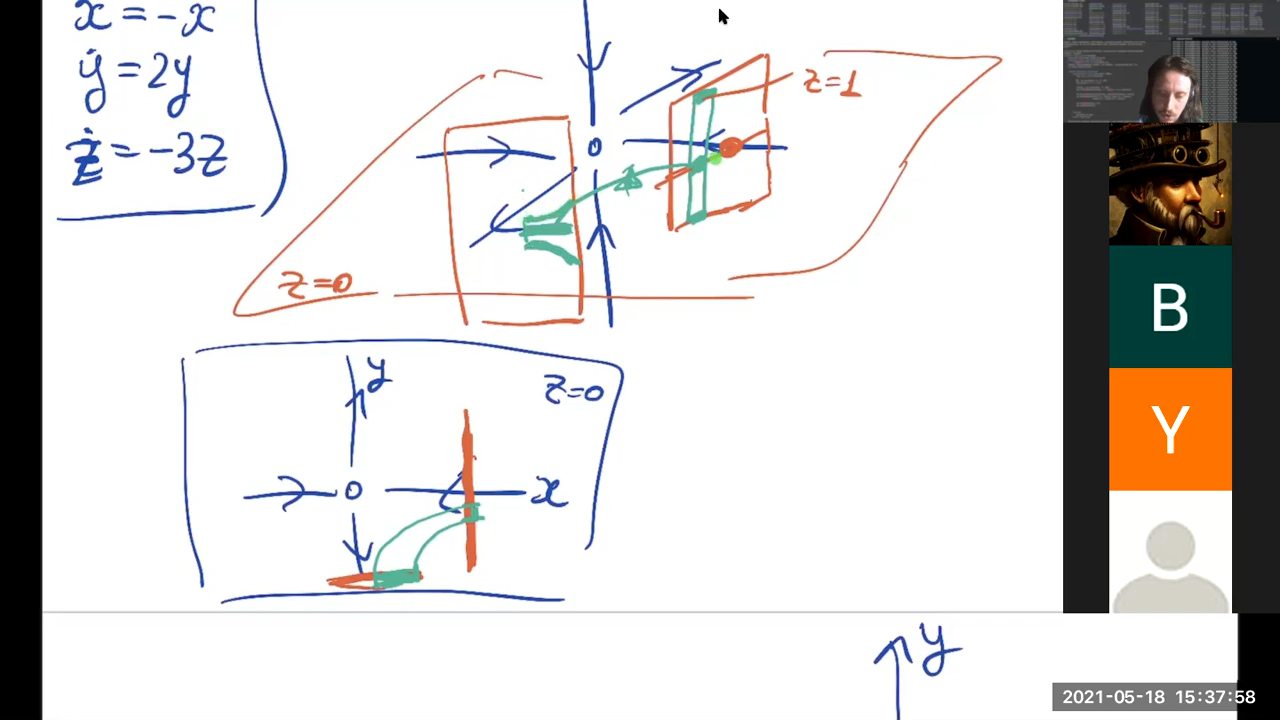 ẋ = -x
ẏ = 2y
ż = -3z
0
z=1
z=0
y
z=0
0
x
y
B
Y
2021-05-18 15:37:58